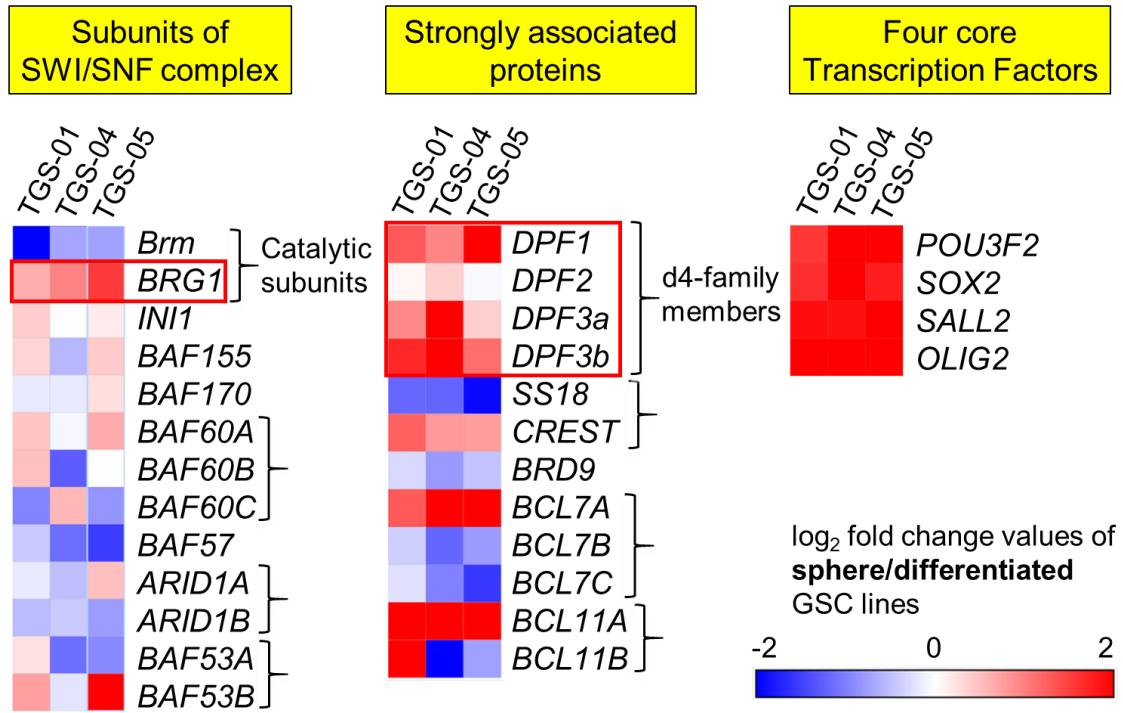 Subunits of
SWI/SNF complex
Strongly associated
proteins
Four core
Transcription Factors
TGS-01
TGS-04
TGS-05
Brm
BRG1
INI1
BAF155
BAF170
BAF60A
BAF60B
BAF60C
BAF57
ARID1A
ARID1B
BAF53A
BAF53B
Catalytic
subunits
TGS-01
TGS-04
TGS-05
DPF1
DPF2
DPF3a
DPF3b
SS18
CREST
BRD9
BCL7A
BCL7B
BCL7C
BCL11A
BCL11B
d4-family
members
TGS-01
TGS-04
TGS-05
POU3F2
SOX2
SALL2
OLIG2
log₂ fold change values of
sphere/differentiated
GSC lines
-2 0 2